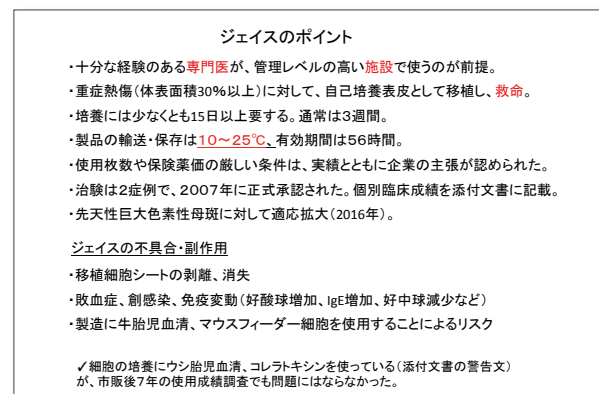 ジェイスのポイント
・十分な経験のある専門医が、管理レベルの高い施設で使うのが前提。
・重症熱傷(体表面積30%以上)に対して、自己培養表皮として移植し、救命。
・培養には少なくとも15日以上要する。通常は3週間。
・製品の輸送・保存は10～25℃、有効期間は56時間。
・使用枚数や保険薬価の厳しい条件は、実績とともに企業の主張が認められた。
・治験は2症例で、2007年に正式承認された。個別臨床成績を添付文書に記載。
・先天性巨大色素性母斑に対して適応拡大(2016年)。
ジェイスの不具合・副作用
・移植細胞シートの剥離、消失
・敗血症、創感染、免疫変動(好酸球増加、IgE増加、好中球減少など)
・製造に牛胎児血清、マウスフィーダー細胞を使用することによるリスク
✓細胞の培養にウシ胎児血清、コレラトキシンを使っている(添付文書の警告文)
が、市販後7年の使用成績調査でも問題にはならなかった。